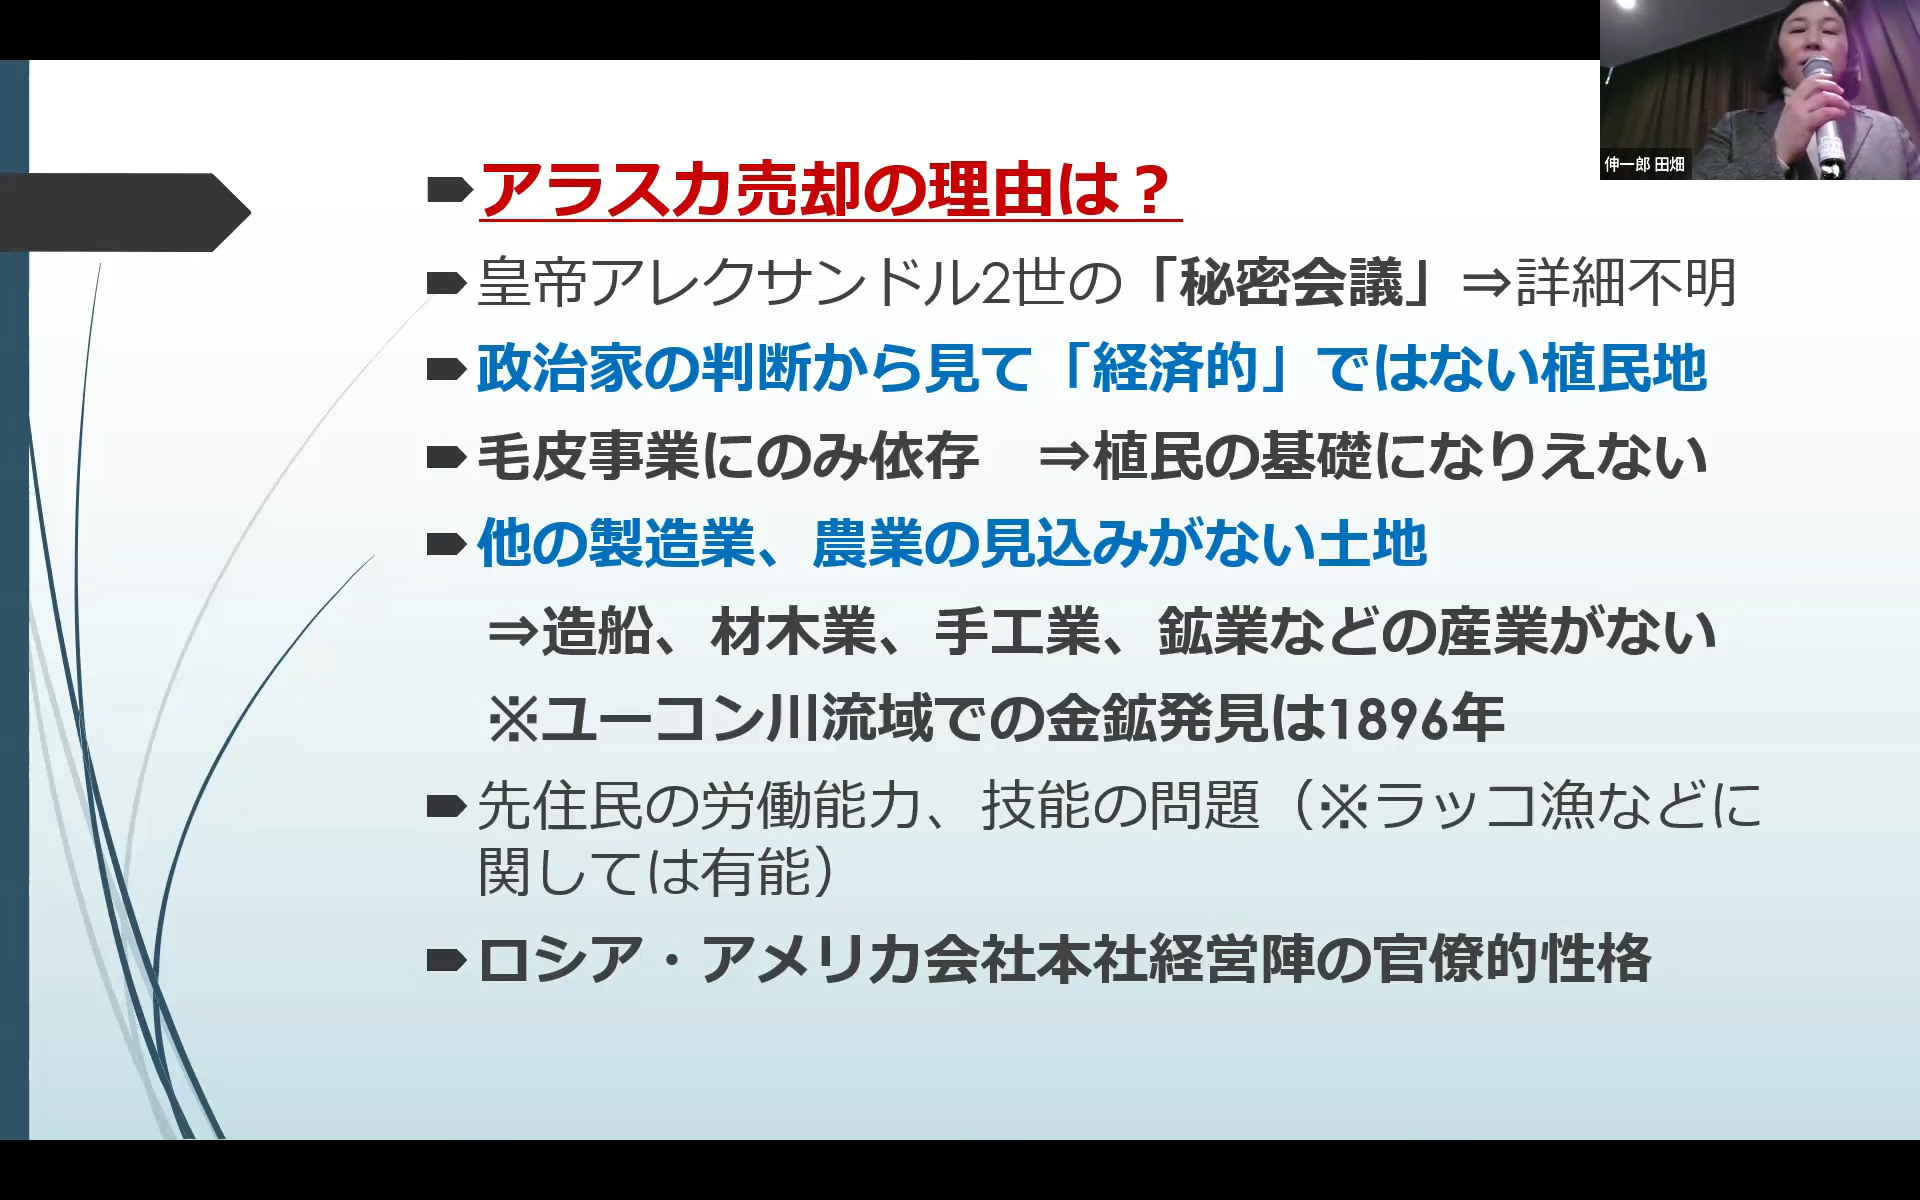 伸一郎 田畑
アラスカ売却の理由は？
皇帝アレクサンドル2世の「秘密会議」⇒詳細不明
政治家の判断から見て「経済的」ではない植民地
毛皮事業にのみ依存　⇒植民の基礎になりえない
他の製造業、農業の見込みがない土地
⇒造船、材木業、手工業、鉱業などの産業がない
※ユーコン川流域での金鉱発見は1896年
先住民の労働能力、技能の問題（※ラッコ漁などに
関しては有能）
ロシア・アメリカ会社本社経営陣の官僚的性格